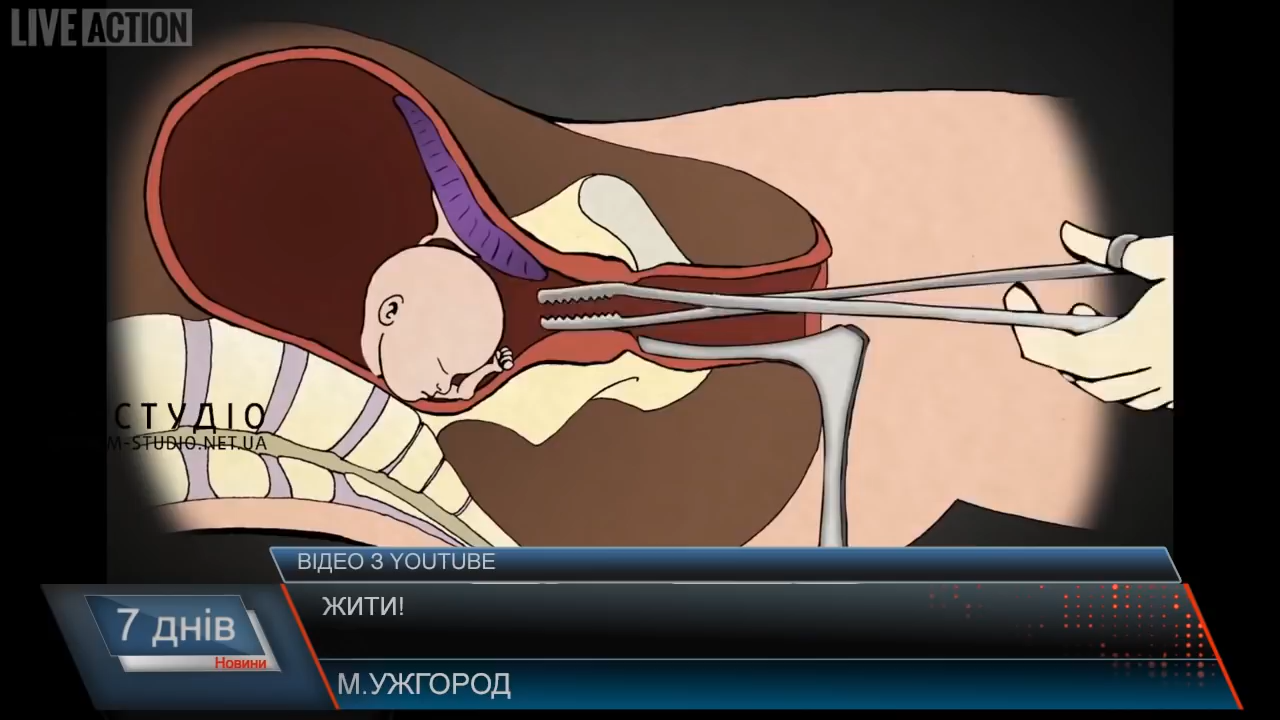 LIVE ACTION
СТУДІО
M-STUDIO.NET.UA
ВІДЕО З YOUTUBE
ЖИТИ!
7 днів
Новини
М.УЖГОРОД